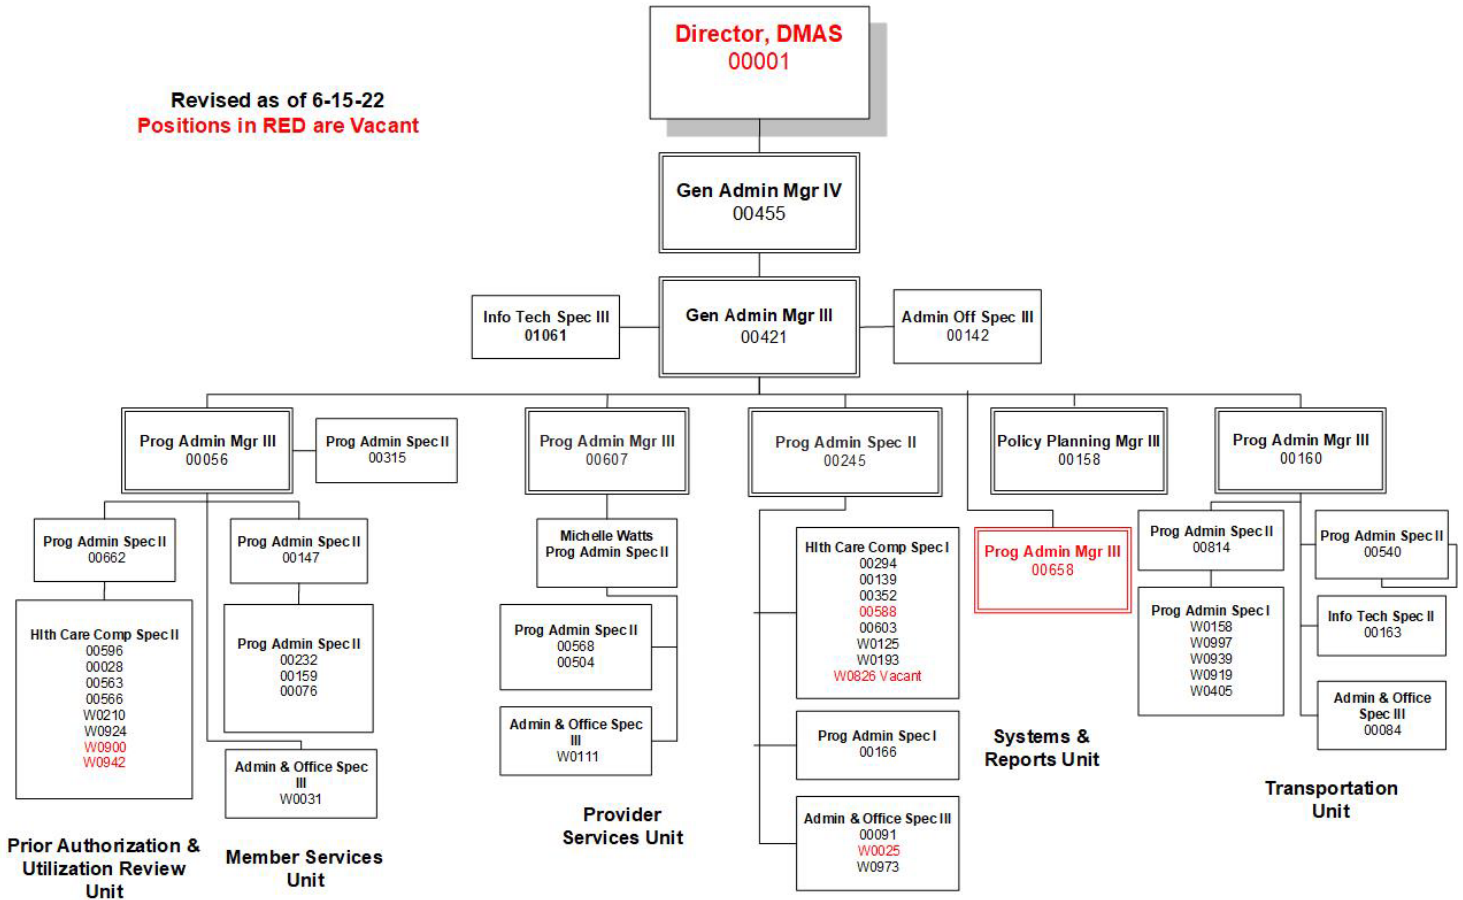 Director, DMAS
00001
Revised as of 6-15-22
Positions in RED are Vacant
Gen Admin Mgr IV
00455
Info Tech Spec III
01061
Gen Admin Mgr III
00421
Admin Off Spec III
00142
Prog Admin Mgr III
00056
Prog Admin Spec II
00315
Prog Admin Mgr III
00607
Prog Admin Spec II
00245
Policy Planning Mgr III
00158
Prog Admin Mgr III
00160
Prog Admin Spec II
00662
Prog Admin Spec II
00147
Michelle Watts
Prog Admin Spec II
Hlth Care Comp Spec I
00294
00139
00352
00588
00603
W0125
W0193
W0826 Vacant
Prog Admin Mgr III
00658
Prog Admin Spec II
00814
Prog Admin Spec II
00540
Hlth Care Comp Spec II
00596
00028
00563
00566
W0210
W0924
W0900
W0942
Prog Admin Spec II
00232
00159
00076
Prog Admin Spec II
00568
00504
Prog Admin Spec I
W0158
W0997
W0939
W0919
W0405
Info Tech Spec II
00163
Admin & Office Spec
III
W0031
Admin & Office Spec
III
W0111
Prog Admin Spec I
00166
Admin & Office
Spec III
00084
Admin & Office Spec III
00091
W0025
W0973
Systems &
Reports Unit
Transportation
Unit
Provider
Services Unit
Prior Authorization &
Utilization Review
Unit
Member Services
Unit